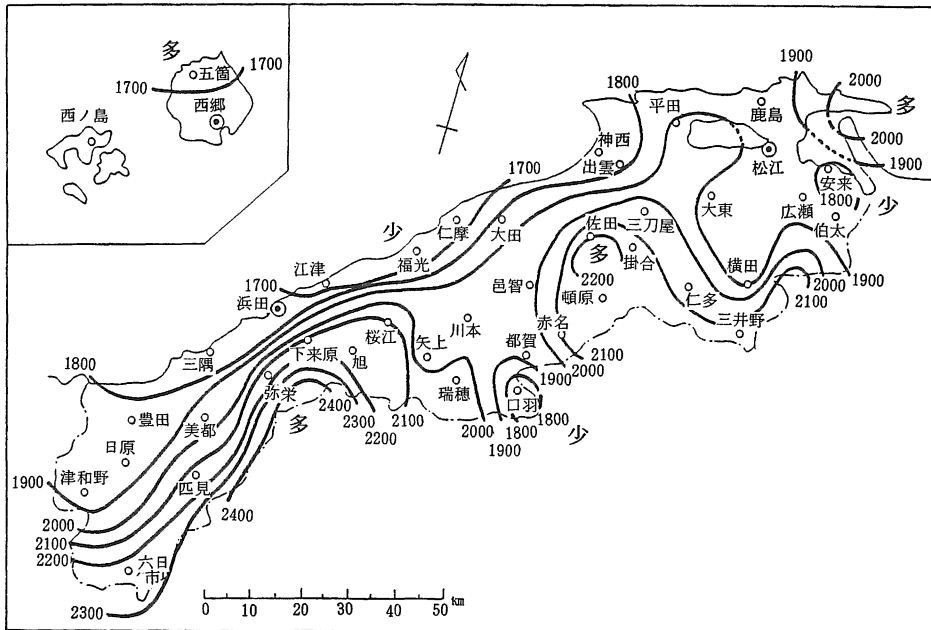 多
五箇
1700
1700
西郷
西ノ島
1900
2000
多
2000
1900
1800
平田
鹿島
松江
神西
出雲
安来
1800
少
広瀬
伯太
大東
1700
仁摩
大田
少
福光
佐田
三刀屋
多
2200
掛合
横田
2000
1900
2100
江津
1700
浜田
邑智
頓原
仁多
三井野
桜江
川本
赤名
2100
2000
下来原
旭
矢上
都賀
1900
三隅
1800
弥栄
2400
2300
2200
2100
瑞穂
2000
1900
口羽
1800
1800
少
多
豊田
美都
日原
津和野
1900
匹見
2400
2000
2100
2200
六日市
2300
0 10 20 30 40 50 km